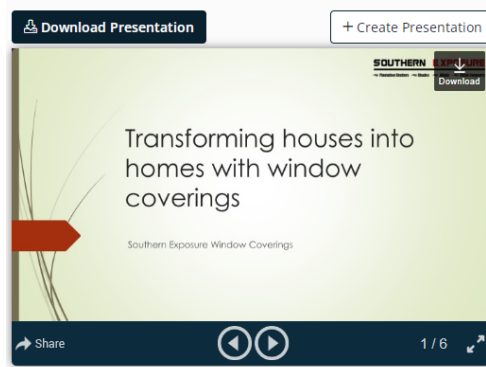 Download Presentation
+ Create Presentation
SOUTHERN EXPOSURE
Download
Transforming houses into
homes with window
coverings
Southern Exposure Window Coverings
Share
1 / 6